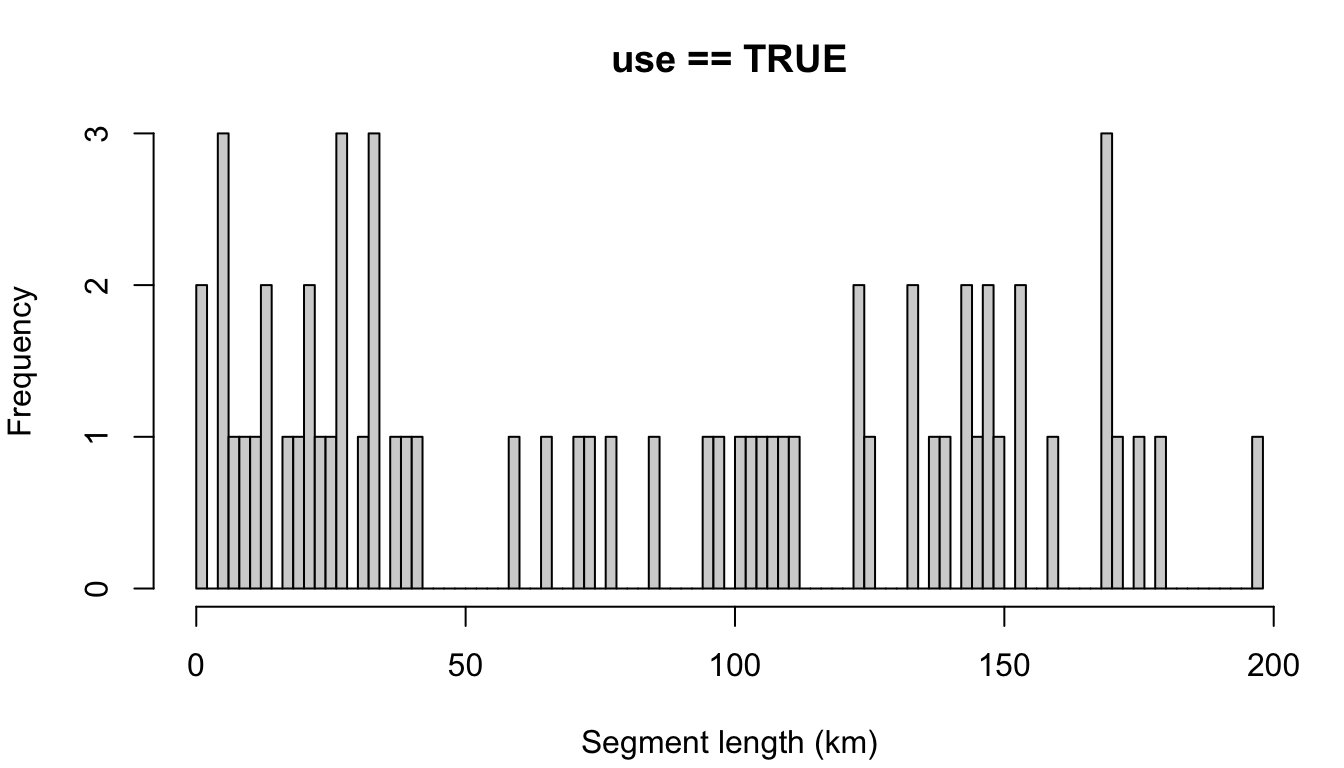 use == TRUE
Frequency
3
2
1
0
0 50 100 150 200
Segment length (km)